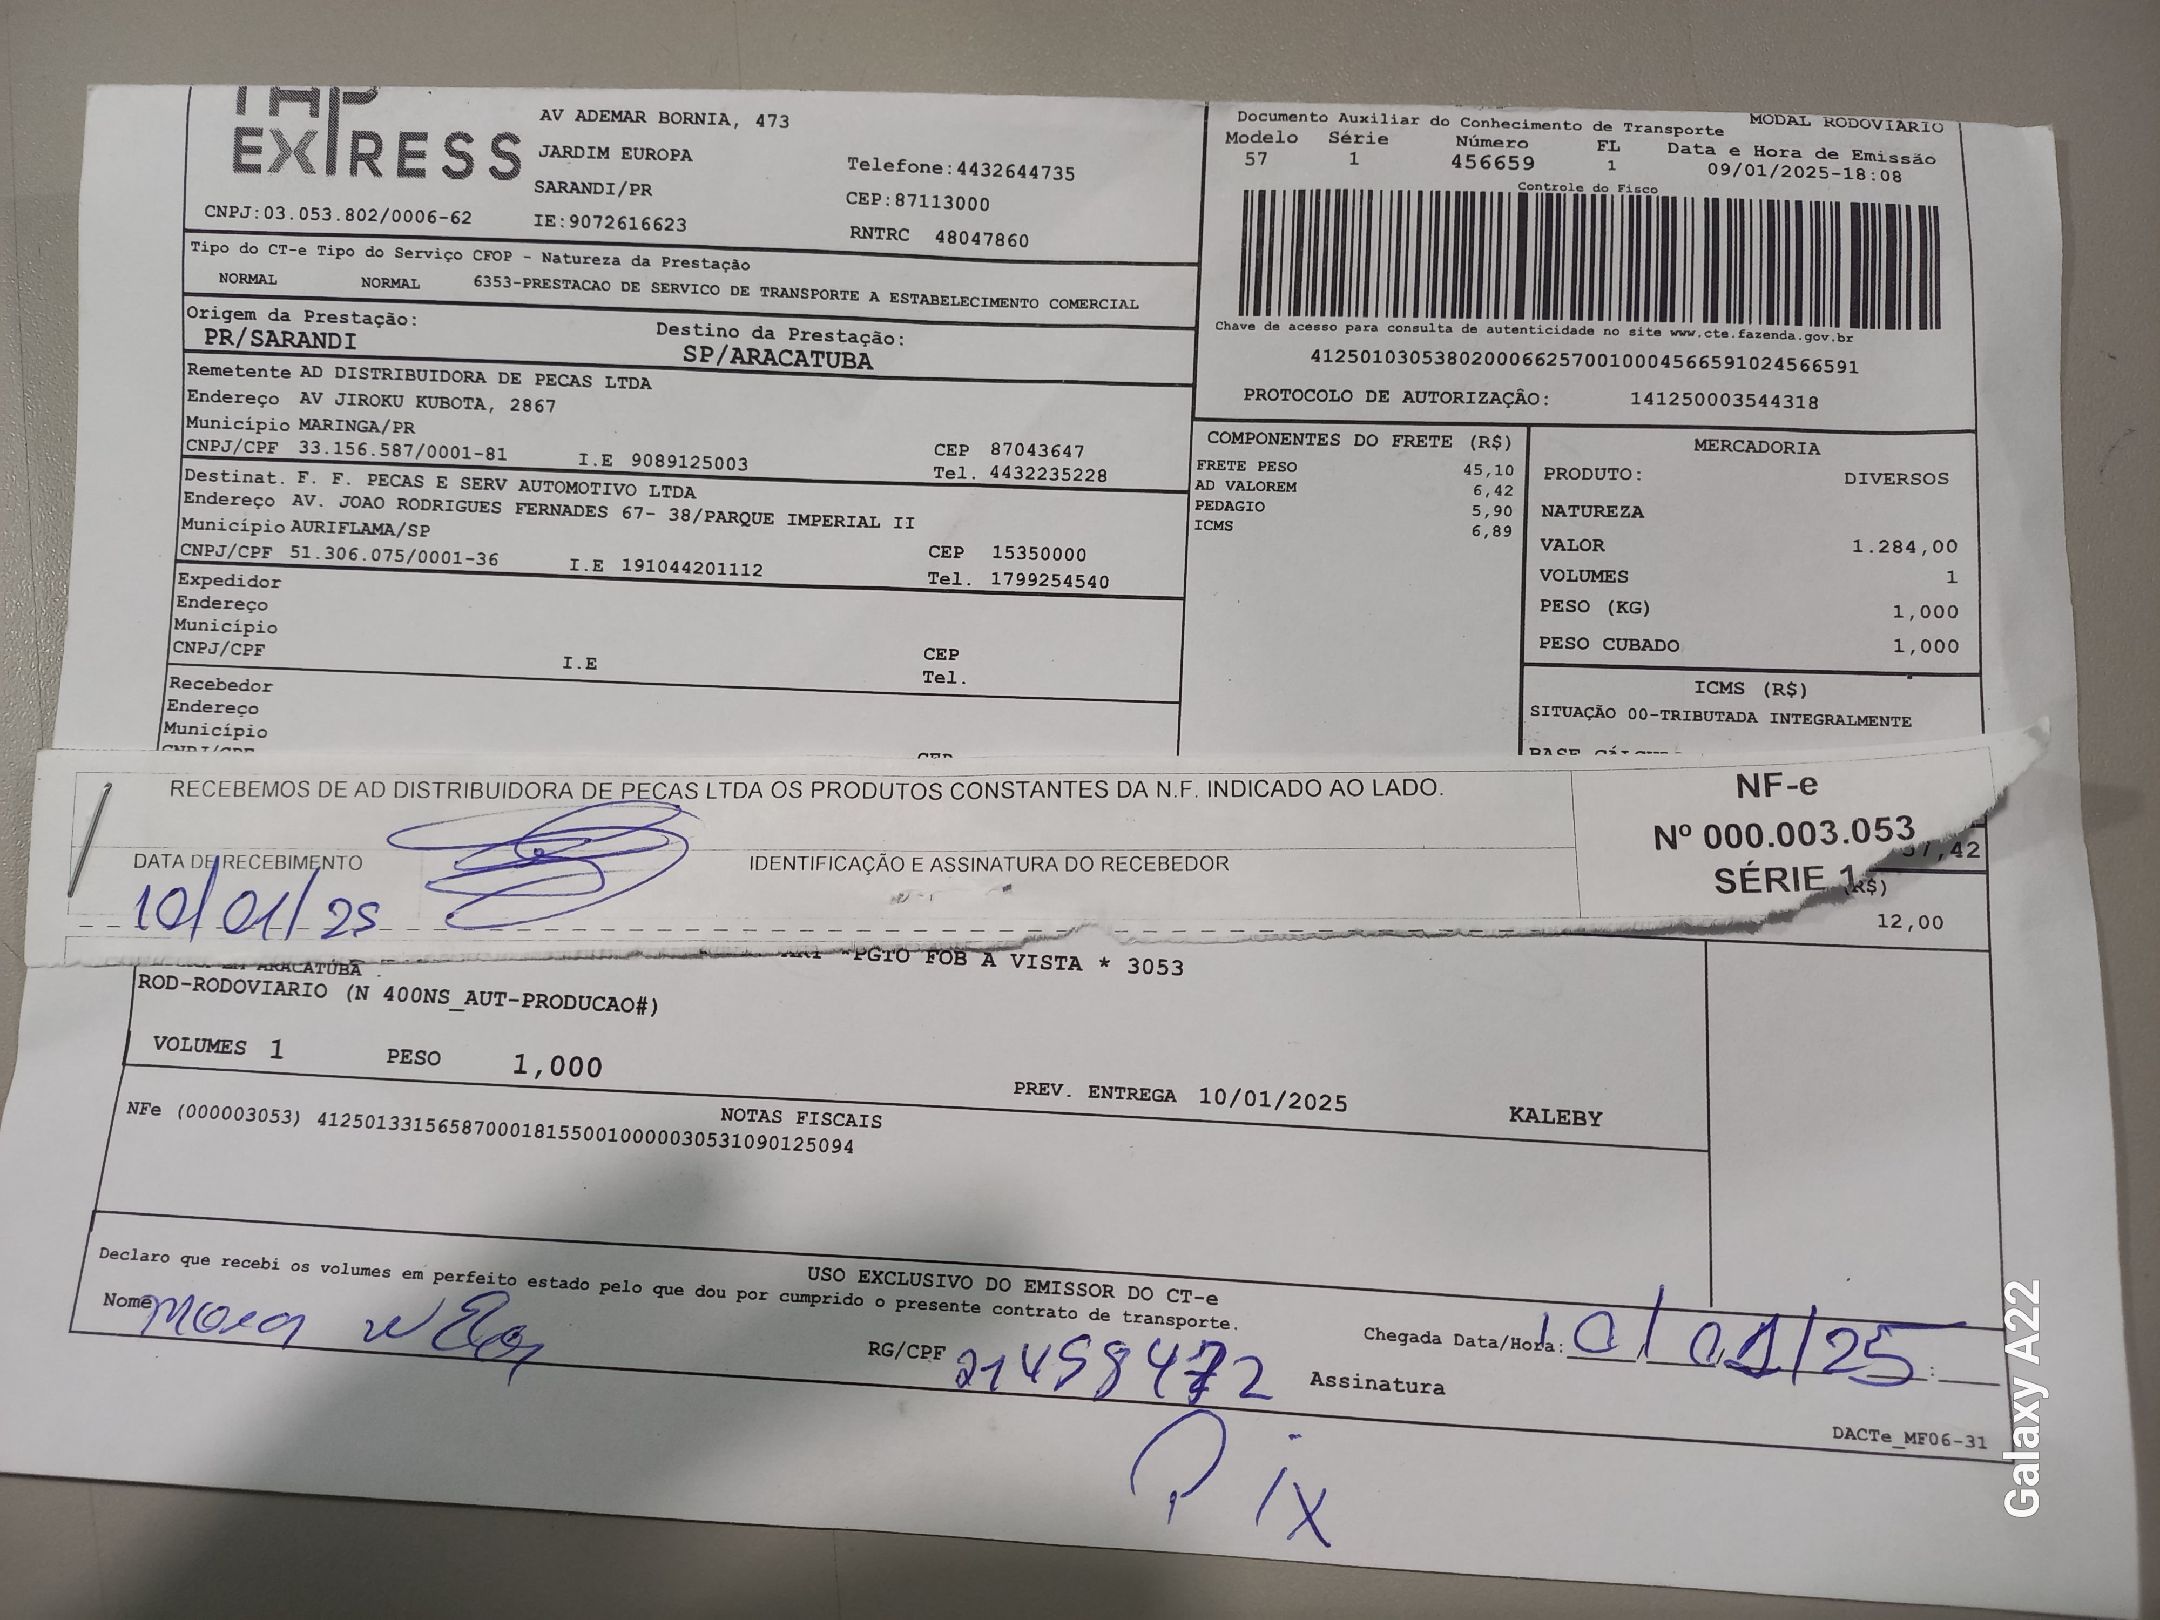 EXPRESS
AV ADEMAR BORNIA, 473
JARDIM EUROPA
SARANDI/PR
Telefone:4432644735
CEP:87113000
CNPJ:03.053.802/0006-62
IE:9072616623
RNTRC 48047860
Tipo do CT-e Tipo do Serviço CFOP - Natureza da Prestação
NORMAL NORMAL 6353-PRESTACAO DE SERVICO DE TRANSPORTE A ESTABELECIMENTO COMERCIAL
Origem da Prestação: Destino da Prestação:
PR/SARANDI SP/ARACATUBA
Remetente AD DISTRIBUIDORA DE PECAS LTDA
Endereço AV JIROKU KUBOTA, 2867
Município MARINGA/PR CEP 87043647
CNPJ/CPF 33.156.587/0001-81 I.E 9089125003 Tel. 4432235228
Destinat. F. F. PECAS E SERV AUTOMOTIVO LTDA
Endereço AV. JOAO RODRIGUES FERNADES 67- 38/PARQUE IMPERIAL II
Município AURIFLAMA/SP CEP 15350000
CNPJ/CPF 51.306.075/0001-36 I.E 191044201112 Tel. 1799254540
Expedidor
Endereço
Município CEP
CNPJ/CPF I.E Tel.
Recebedor
Endereço
Município
MODAL RODOVIARIO
Documento Auxiliar do Conhecimento de Transporte
Modelo Série Número FL Data e Hora de Emissão
57 1 456659 1 09/01/2025-18:08
Controle do Fisco
Chave de acesso para consulta de autenticidade no site www.cte.fazenda.gov.br
41250103053802000662570010004566591024566591
PROTOCOLO DE AUTORIZAÇÂO: 141250003544318
COMPONENTES DO FRETE (R$)
FRETE PESO 45,10
AD VALOREM 6,42
PEDAGIO 5,90
ICMS 6,89
MERCADORIA
PRODUTO: DIVERSOS
NATUREZA
VALOR 1.284,00
VOLUMES 1
PESO (KG) 1,000
PESO CUBADO 1,000
ICMS (R$)
SITUAÇÃO 00-TRIBUTADA INTEGRALMENTE
RECEBEMOS DE AD DISTRIBUIDORA DE PECAS LTDA OS PRODUTOS CONSTANTES DA N.F. INDICADO AO LADO.
DATA DE RECEBIMENTO IDENTIFICAÇÃO E ASSINATURA DO RECEBEDOR
10/01/25
NF-e
Nº 000.003.053
SÉRIE 1
,42
12,00
ARACATUBA PGTO FOB A VISTA * 3053
ROD-RODOVIARIO (N 400NS_AUT-PRODUCAO#)
VOLUMES 1 PESO 1,000 PREV. ENTREGA 10/01/2025 KALEBY
NOTAS FISCAIS
NFe (000003053) 41250133156587000181550010000030531090125094
USO EXCLUSIVO DO EMISSOR DO CT-e
Declaro que recebi os volumes em perfeito estado pelo que dou por cumprido o presente contrato de transporte.
Nome RG/CPF 21458472 Chegada Data/Hora: 10/01/25 :
Assinatura
DACTe_MF06-31
Pix
Galaxy A22